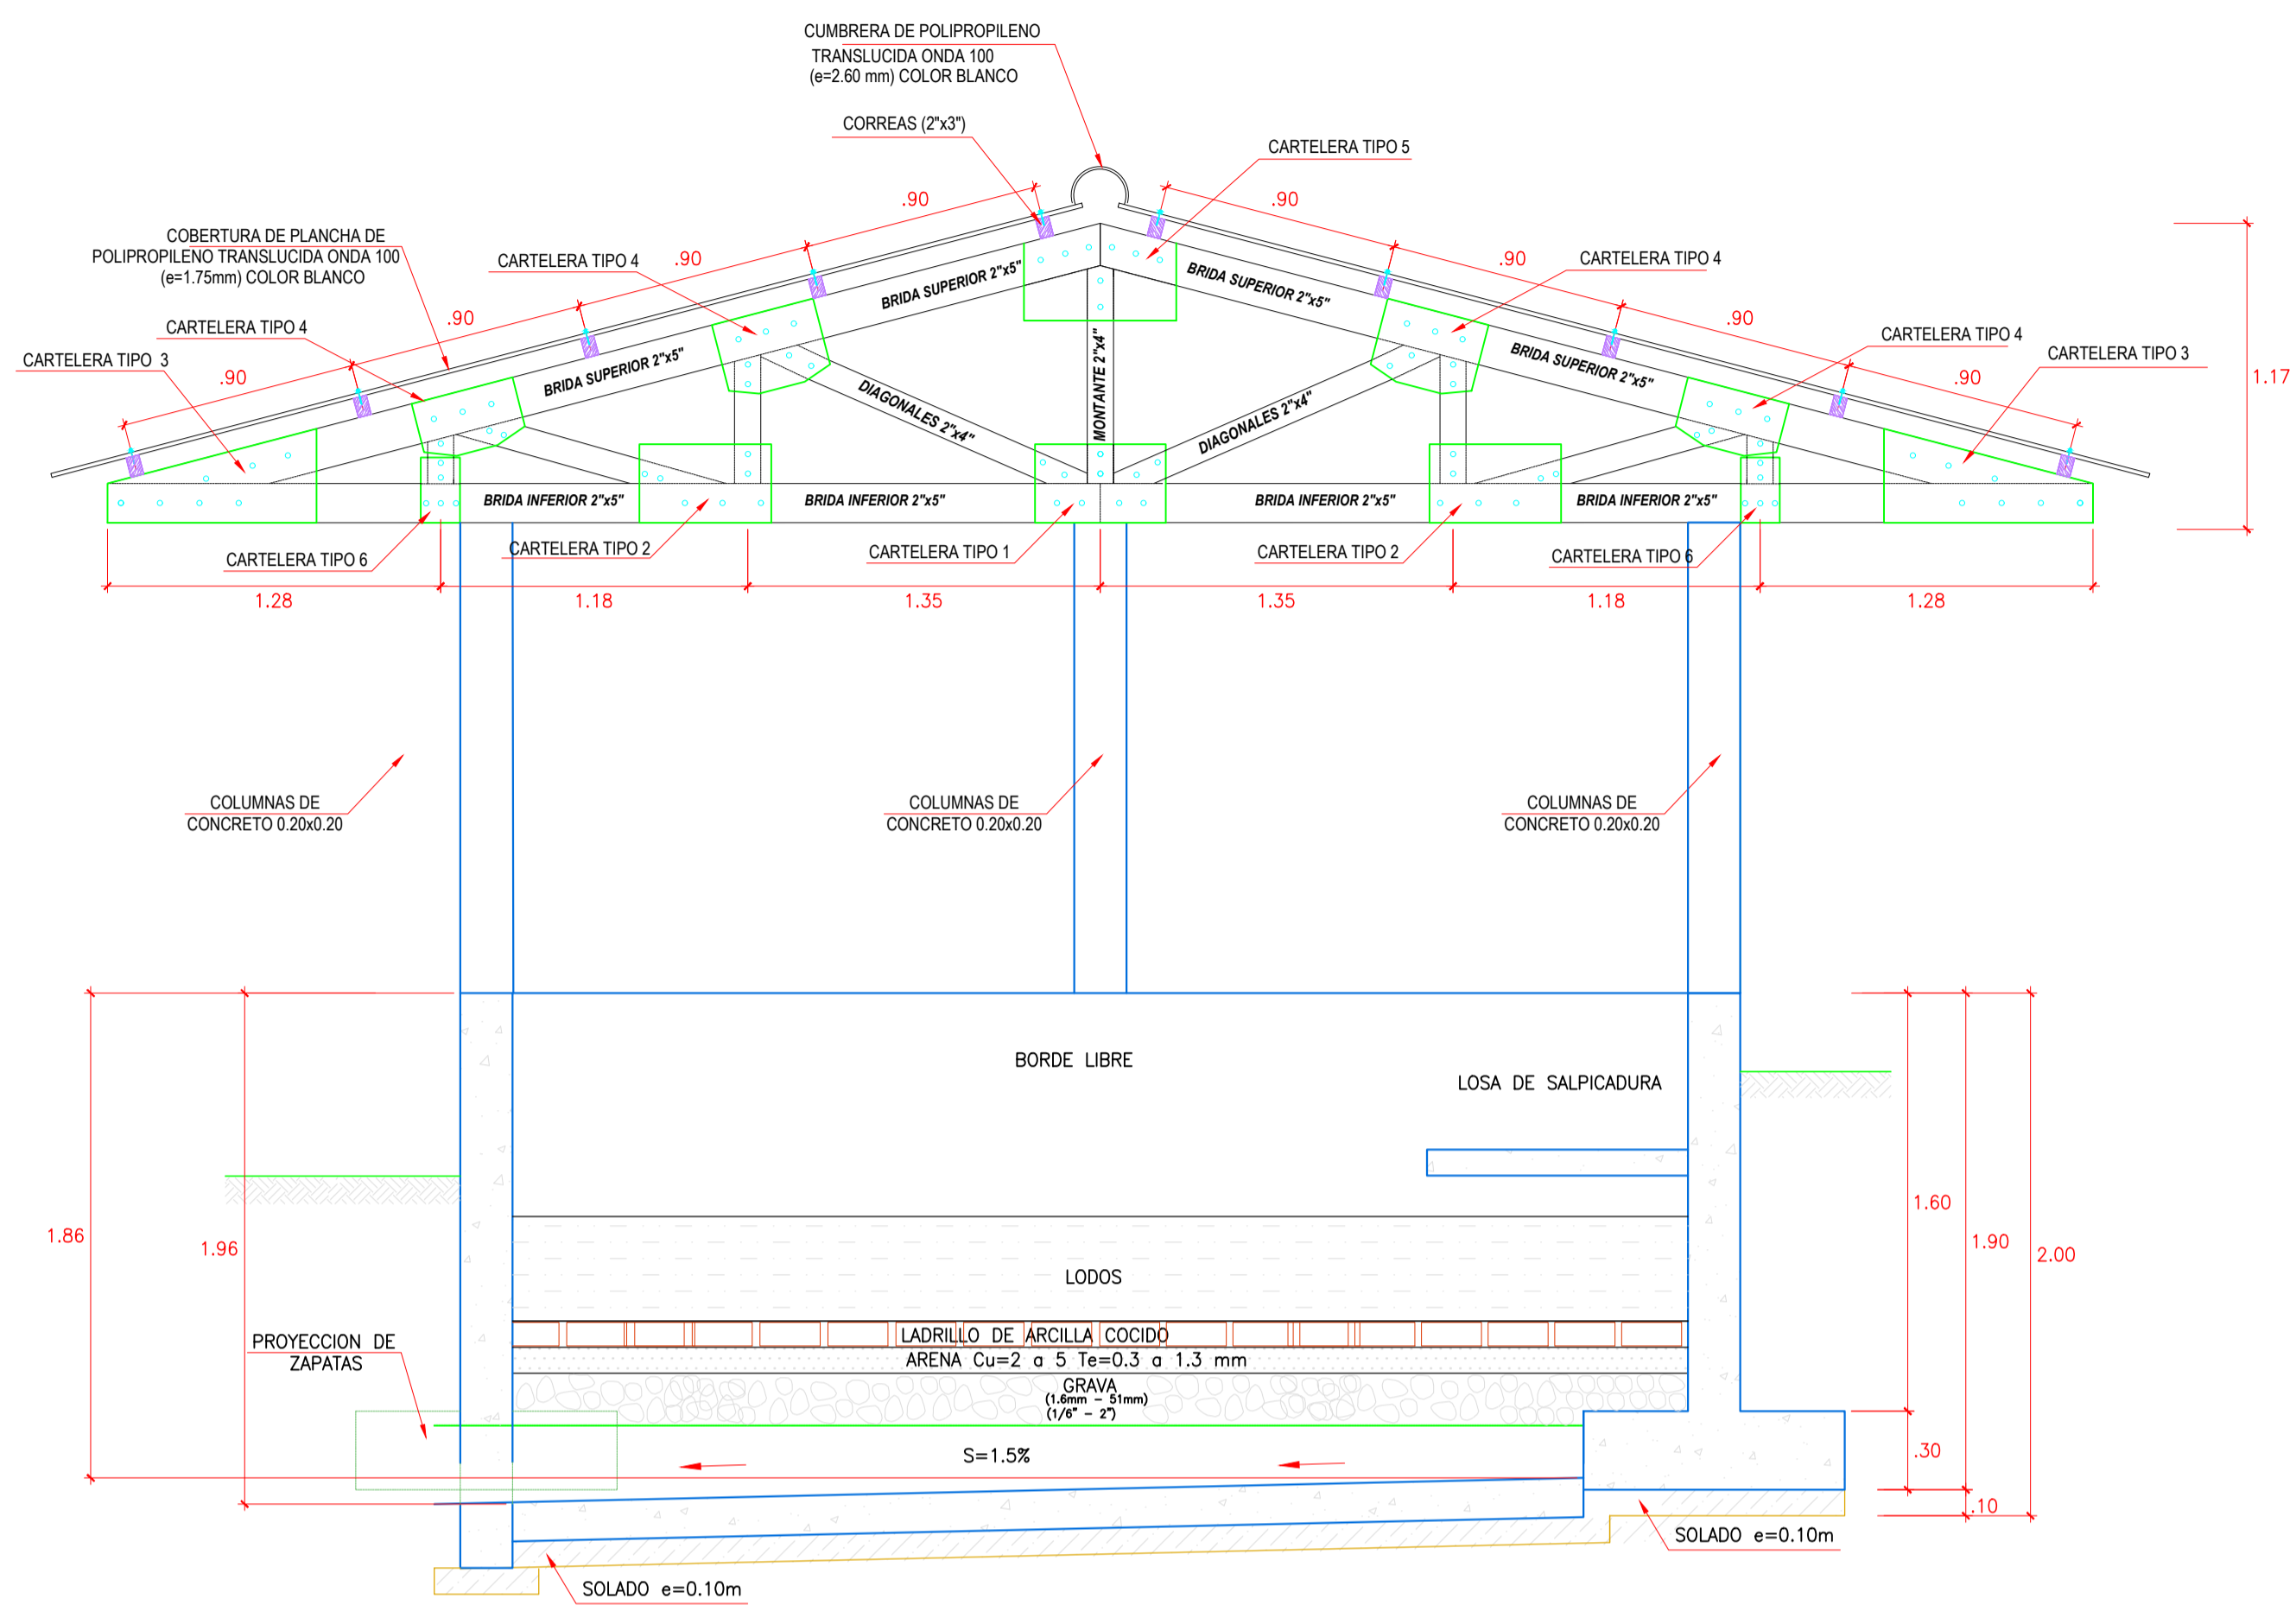 CUMBRERA DE POLIPROPILENO
TRANSLUCIDA ONDA 100
(e=2.60 mm) COLOR BLANCO
CORREAS (2"x3")
CARTELERA TIPO 5
.90
.90
COBERTURA DE PLANCHA DE
POLIPROPILENO TRANSLUCIDA ONDA 100
(e=1.75mm) COLOR BLANCO
CARTELERA TIPO 4
.90
.90
CARTELERA TIPO 4
1.17
BRIDA SUPERIOR 2"x5"
BRIDA SUPERIOR 2"x5"
CARTELERA TIPO 4
.90
.90
CARTELERA TIPO 4
CARTELERA TIPO 3
.90
BRIDA SUPERIOR 2"x5"
DIAGONALES 2"x4"
MONTANTE 2"x4"
DIAGONALES 2"x4"
BRIDA SUPERIOR 2"x5"
.90
CARTELERA TIPO 3
BRIDA INFERIOR 2"x5"
BRIDA INFERIOR 2"x5"
BRIDA INFERIOR 2"x5"
BRIDA INFERIOR 2"x5"
CARTELERA TIPO 6
CARTELERA TIPO 2
CARTELERA TIPO 1
CARTELERA TIPO 2
CARTELERA TIPO 6
1.28
1.18
1.35
1.35
1.18
1.28
COLUMNAS DE
CONCRETO 0.20x0.20
COLUMNAS DE
CONCRETO 0.20x0.20
COLUMNAS DE
CONCRETO 0.20x0.20
BORDE LIBRE
LOSA DE SALPICADURA
1.86
1.96
1.60
1.90
2.00
LODOS
PROYECCION DE
ZAPATAS
LADRILLO DE ARCILLA COCIDO
ARENA Cu=2 a 5 Te=0.3 a 1.3 mm
GRAVA
(1.6mm - 51mm)
(1/6" - 2")
S=1.5%
.30
.10
SOLADO e=0.10m
SOLADO e=0.10m